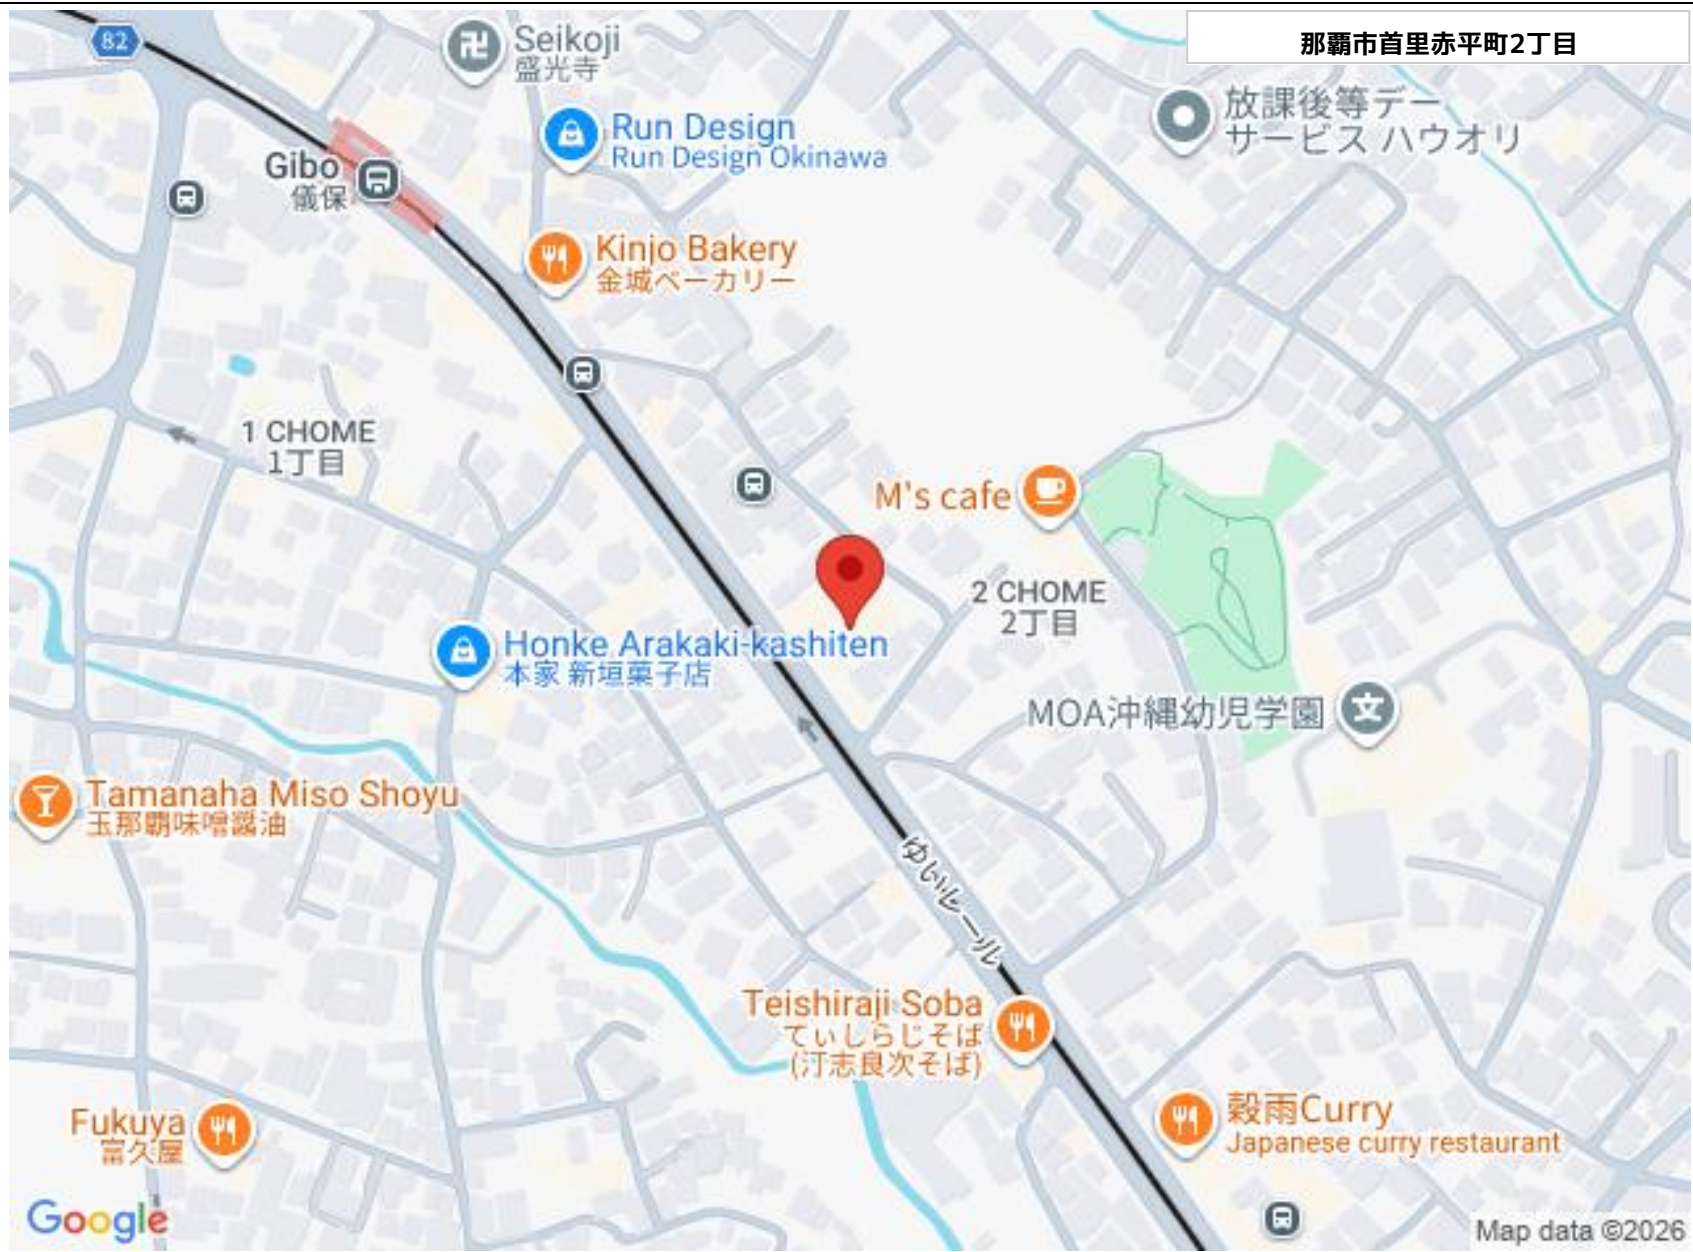 那覇市首里赤平町2丁目
82
Seikoji
盛光寺
Run Design
Run Design Okinawa
放課後等デー
サービス ハウオリ
Gibo
儀保
Kinjo Bakery
金城ベーカリー
1 CHOME
1丁目
M's cafe
2 CHOME
2丁目
Honke Arakaki-kashiten
本家 新垣菓子店
MOA沖縄幼児学園
文
Tamanaha Miso Shoyu
玉那覇味噌醤油
ゆいレール
Teishiraji Soba
てぃしらじそば
(汀志良次そば)
Fukuya
富久屋
穀雨Curry
Japanese curry restaurant
Google
Map data ©2026